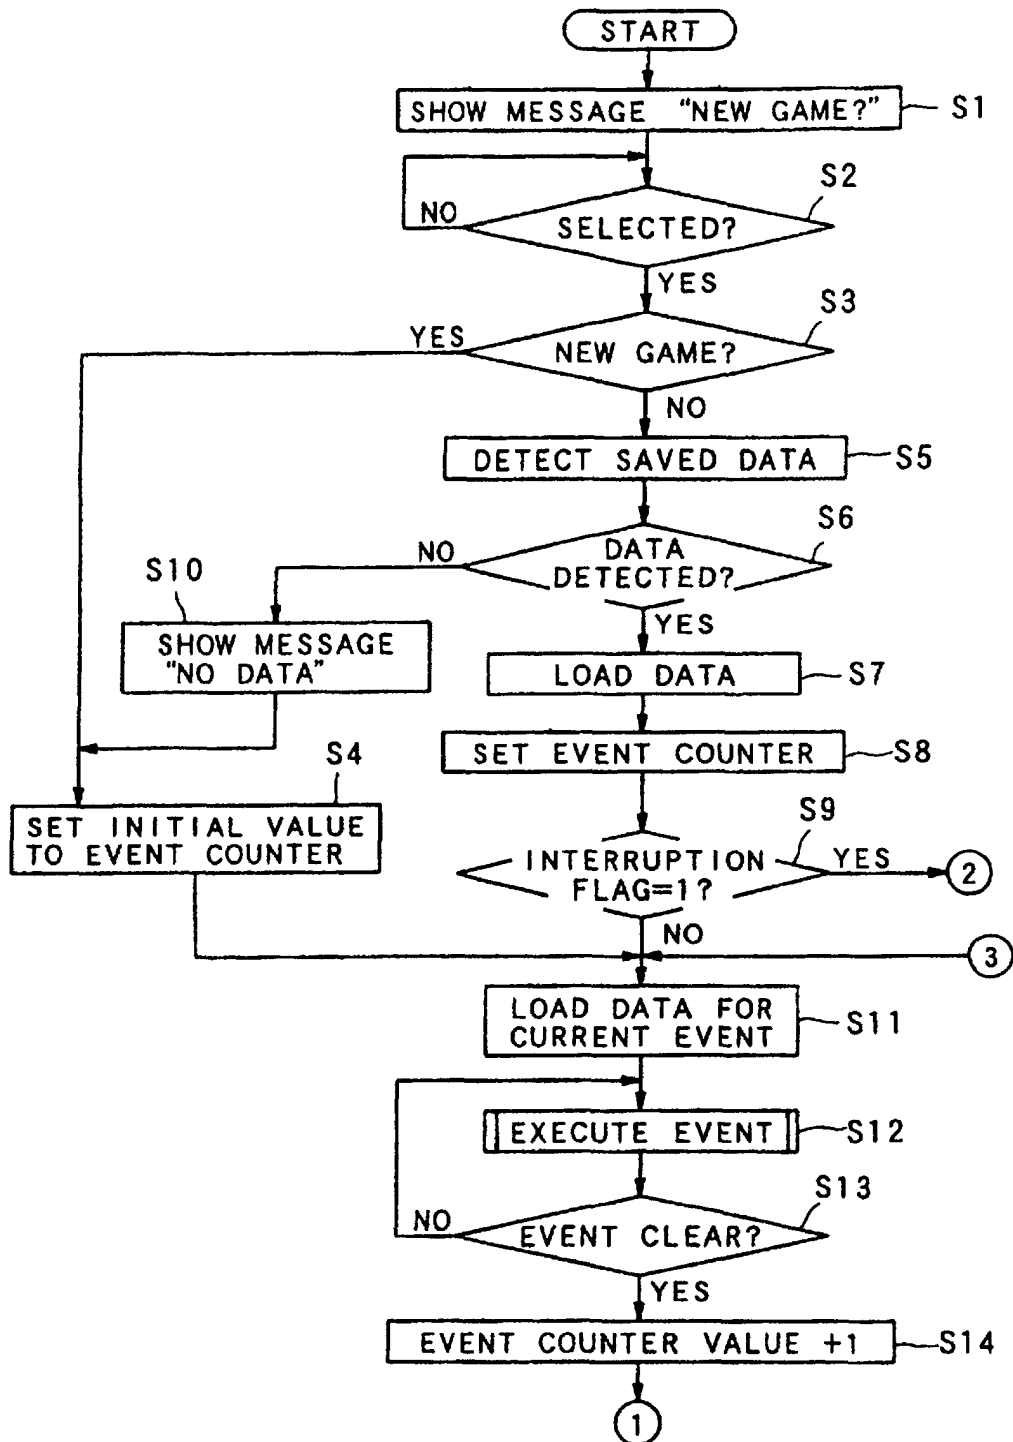 START
SHOW MESSAGE "NEW GAME?"
S1
S2
NO
SELECTED?
YES
S3
YES
NEW GAME?
NO
DETECT SAVED DATA
S5
S6
NO
DATA
DETECTED?
S10
YES
SHOW MESSAGE
"NO DATA"
LOAD DATA
S7
S4
SET EVENT COUNTER
S8
SET INITIAL VALUE
TO EVENT COUNTER
S9
INTERRUPTION
FLAG=1?
YES
2
NO
3
LOAD DATA FOR
CURRENT EVENT
S11
EXECUTE EVENT
S12
S13
NO
EVENT CLEAR?
YES
EVENT COUNTER VALUE +1
S14
1